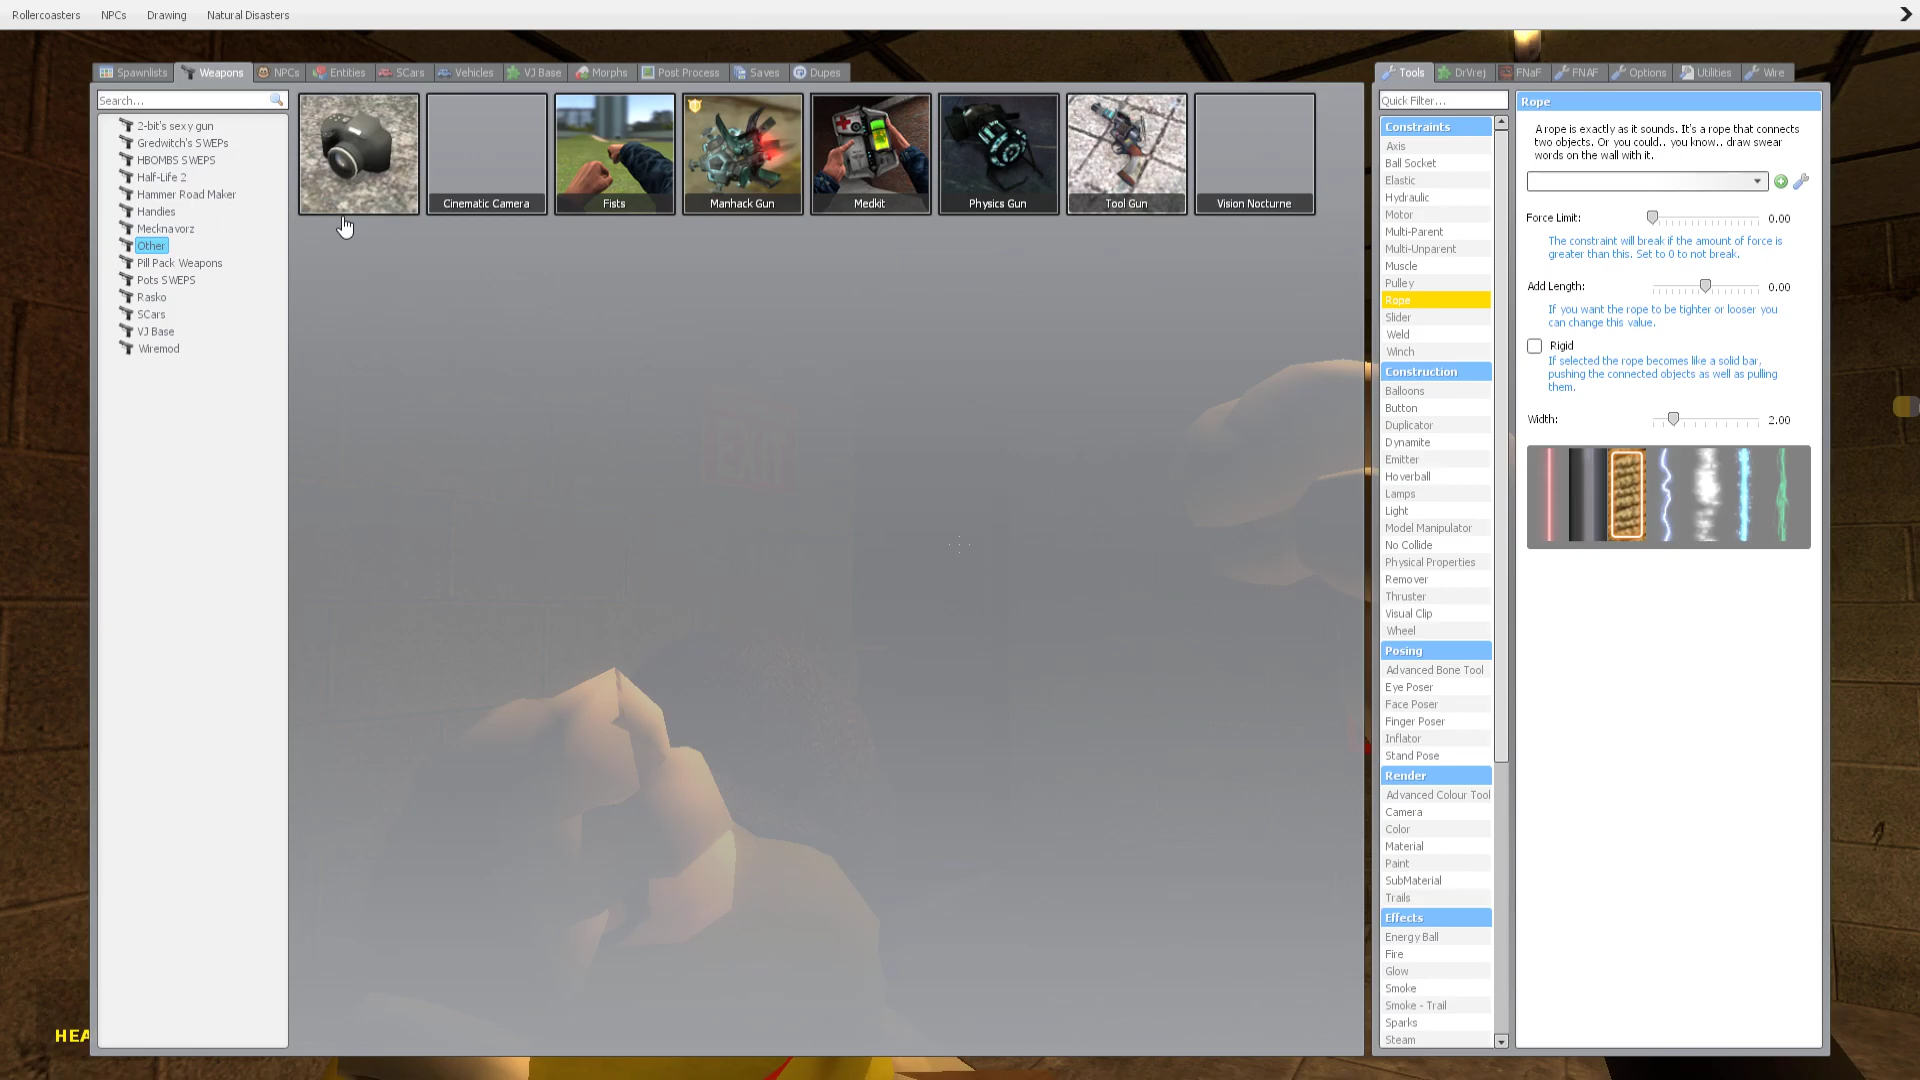 Rollercoasters NPCs Drawing Natural Disasters
Spawnlists Weapons NPCs Entities SCars Vehicles VJ Base Morphs Post Process Saves Dupes
Search...
2-bit's sexy gun
Gredwitch's SWEPs
HBOMBS SWEPS
Half-Life 2
Hammer Road Maker
Handies
Mecknavorz
Other
Pill Pack Weapons
Pots SWEPS
Rasko
SCars
VJ Base
Wiremod
Cinematic Camera Fists Manhack Gun Medkit Physics Gun Tool Gun Vision Nocturne
EXIT
HEA
Tools DrVrej FNaF FNAF Options Utilities Wire
Quick Filter...
Constraints
Axis
Ball Socket
Elastic
Hydraulic
Motor
Multi-Parent
Multi-Unparent
Muscle
Pulley
Rope
Slider
Weld
Winch
Construction
Balloons
Button
Duplicator
Dynamite
Emitter
Hoverball
Lamps
Light
Model Manipulator
No Collide
Physical Properties
Remover
Thruster
Visual Clip
Wheel
Posing
Advanced Bone Tool
Eye Poser
Face Poser
Finger Poser
Inflator
Stand Pose
Render
Advanced Colour Tool
Camera
Color
Material
Paint
SubMaterial
Trails
Effects
Energy Ball
Fire
Glow
Smoke
Smoke - Trail
Sparks
Steam
Rope
A rope is exactly as it sounds. It's a rope that connects
two objects. Or you could.. you know.. draw swear
words on the wall with it.
Force Limit: 0.00
The constraint will break if the amount of force is
greater than this. Set to 0 to not break.
Add Length: 0.00
If you want the rope to be tighter or looser you
can change this value.
Rigid
If selected the rope becomes like a solid bar,
pushing the connected objects as well as pulling
them.
Width: 2.00